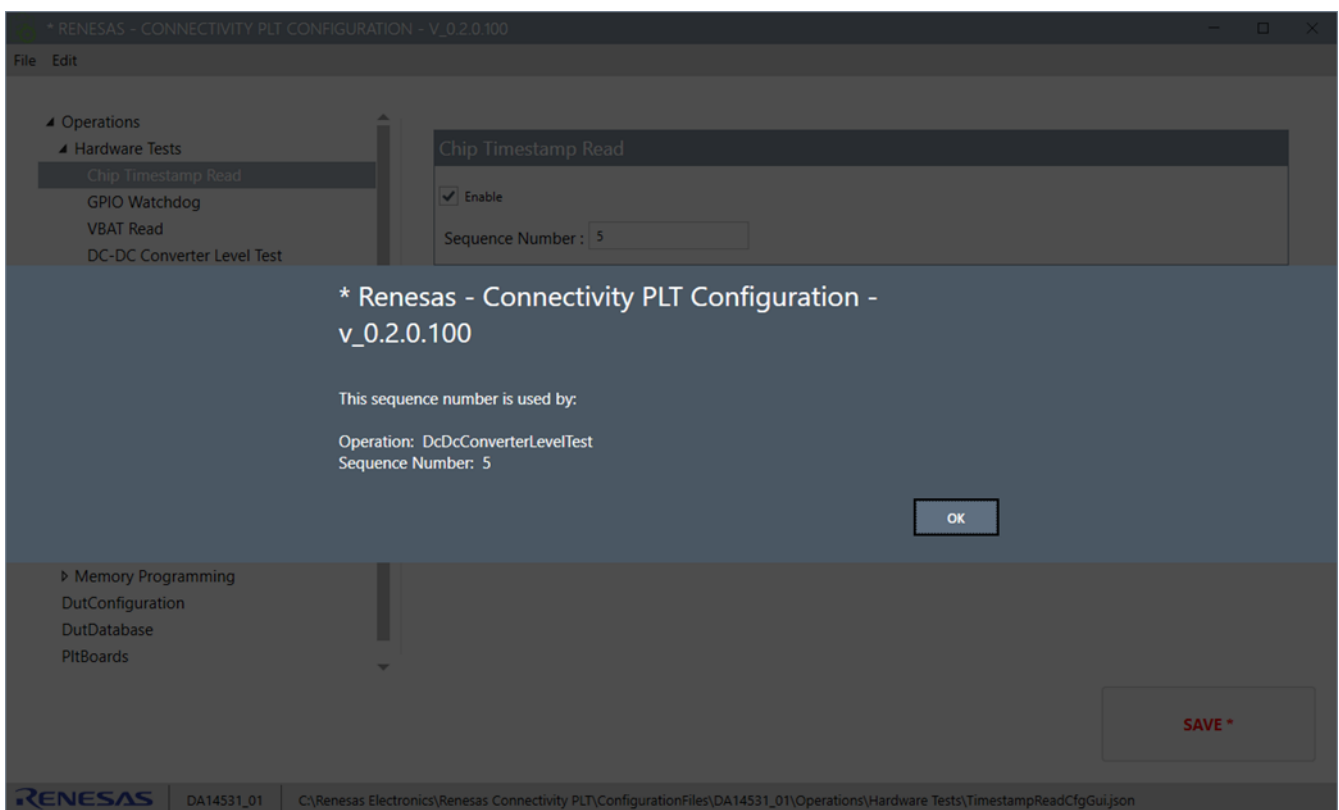 * RENESAS - CONNECTIVITY PLT CONFIGURATION - V_0.2.0.100
File Edit
Operations
Hardware Tests
Chip Timestamp Read
GPIO Watchdog
VBAT Read
DC-DC Converter Level Test
Chip Timestamp Read
Enable
Sequence Number : 5
* Renesas - Connectivity PLT Configuration -
v_0.2.0.100
This sequence number is used by:
Operation: DcDcConverterLevelTest
Sequence Number: 5
OK
Memory Programming
DutConfiguration
DutDatabase
PltBoards
SAVE *
RENESAS DA14531_01 C:\Renesas Electronics\Renesas Connectivity PLT\ConfigurationFiles\DA14531_01\Operations\Hardware Tests\TimestampReadCfgGui.json